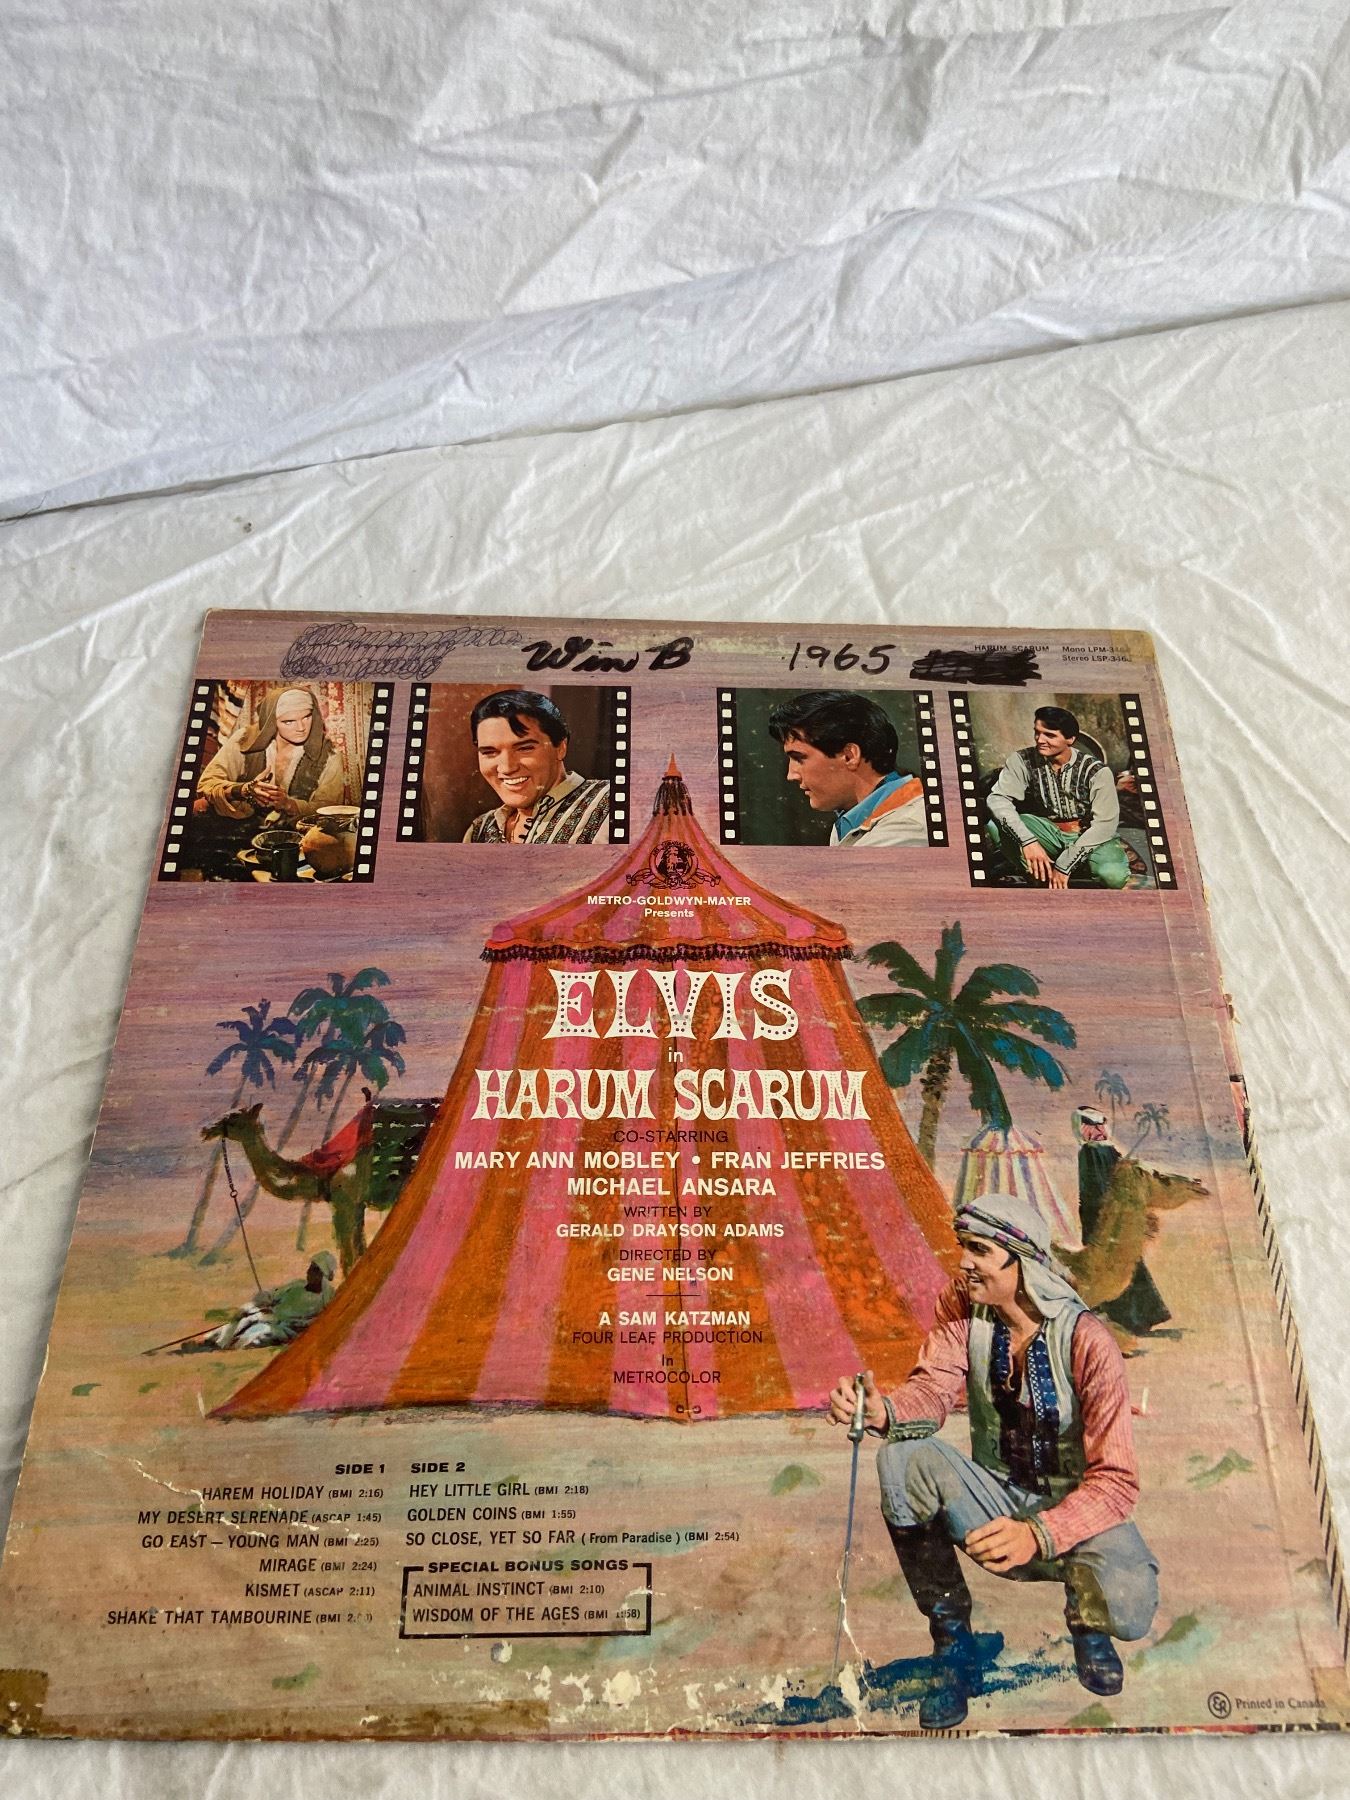 Win B 1965
HARUM SCARUM Mono
Stereo
METRO-GOLDWYN-MAYER
Presents
ELVIS
in
HARUM SCARUM
CO-STARRING
MARY ANN MOBLEY • FRAN JEFFRIES
MICHAEL ANSARA
WRITTEN BY
GERALD DRAYSON ADAMS
DIRECTED BY
GENE NELSON
A SAM KATZMAN
FOUR LEAF PRODUCTION
In
METROCOLOR
SIDE 1
HAREM HOLIDAY (BMI 2:16)
MY DESERT SERENADE (ASCAP 1:45)
GO EAST — YOUNG MAN (BMI 2:25)
MIRAGE (BMI 2:24)
KISMET (ASCAP 2:11)
SHAKE THAT TAMBOURINE (BMI
SIDE 2
HEY LITTLE GIRL (BMI 2:18)
GOLDEN COINS (BMI 1:55)
SO CLOSE, YET SO FAR (From Paradise) (BMI 2:54)
SPECIAL BONUS SONGS
ANIMAL INSTINCT (BMI 2:10)
WISDOM OF THE AGES (BMI 1:58)
Printed in Canada